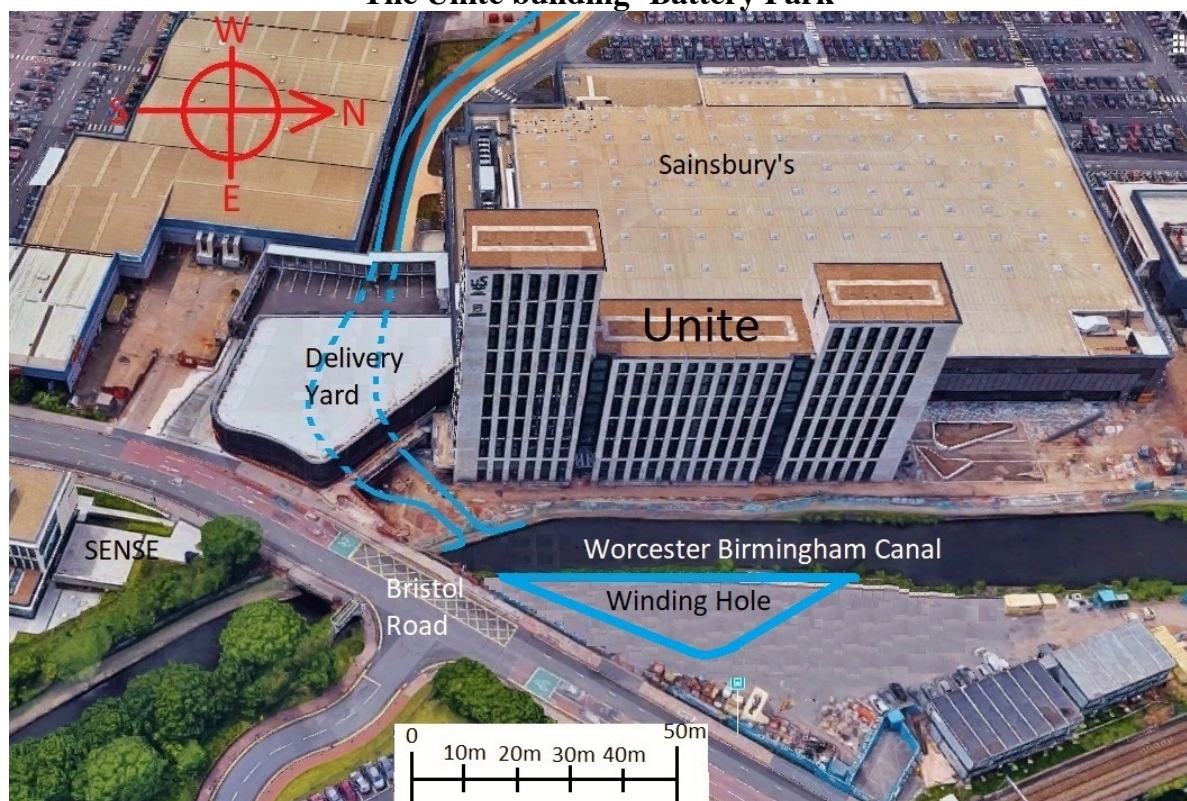 The Unite building Battery Park
W
S N
E
Sainsbury's
Unite
Delivery
Yard
Worcester Birmingham Canal
SENSE
Bristol
Road
Winding Hole
0 50m
10m 20m 30m 40m